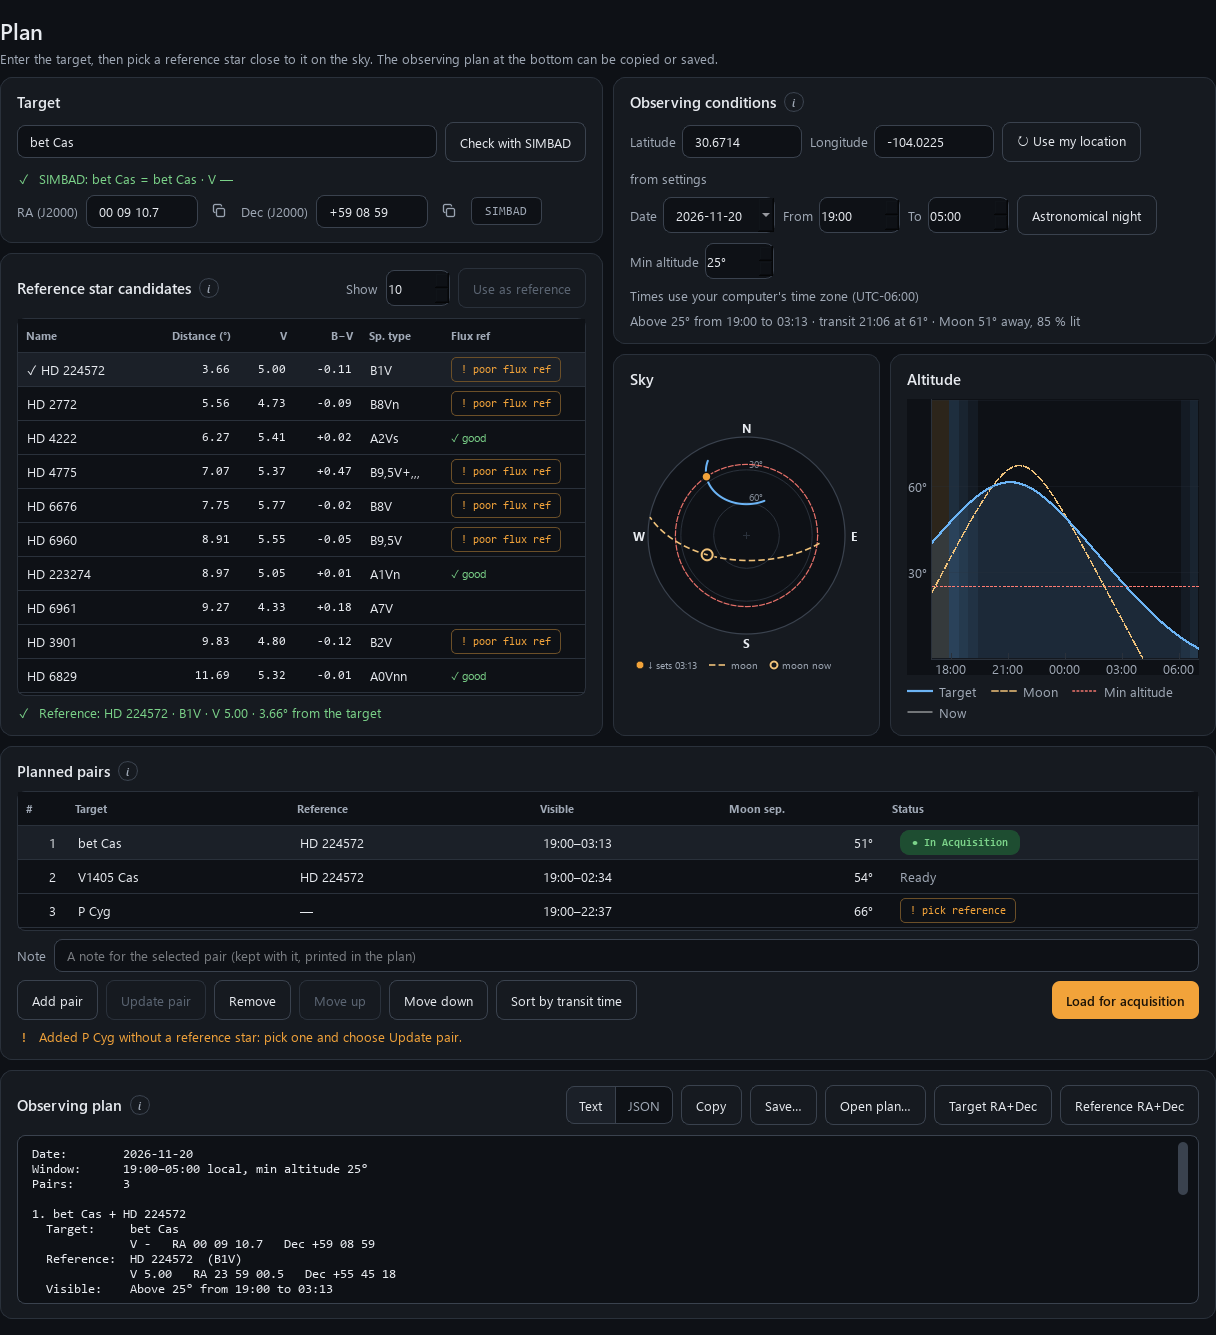 Plan
Enter the target, then pick a reference star close to it on the sky. The observing plan at the bottom can be copied or saved.
Target
bet Cas
Check with SIMBAD
✓ SIMBAD: bet Cas = bet Cas · V —
RA (J2000) 00 09 10.7 Dec (J2000) +59 08 59 SIMBAD
Observing conditions i
Latitude 30.6714 Longitude -104.0225 ↻ Use my location
from settings
Date 2026-11-20 From 19:00 To 05:00 Astronomical night
Min altitude 25°
Times use your computer's time zone (UTC-06:00)
Above 25° from 19:00 to 03:13 · transit 21:06 at 61° · Moon 51° away, 85 % lit
Reference star candidates i Show 10 Use as reference
Name Distance (°) V B−V Sp. type Flux ref
✓ HD 224572 3.66 5.00 -0.11 B1V ! poor flux ref
HD 2772 5.56 4.73 -0.09 B8Vn ! poor flux ref
HD 4222 6.27 5.41 +0.02 A2Vs ✓ good
HD 4775 7.07 5.37 +0.47 B9,5V+,,, ! poor flux ref
HD 6676 7.75 5.77 -0.02 B8V ! poor flux ref
HD 6960 8.91 5.55 -0.05 B9,5V ! poor flux ref
HD 223274 8.97 5.05 +0.01 A1Vn ✓ good
HD 6961 9.27 4.33 +0.18 A7V
HD 3901 9.83 4.80 -0.12 B2V ! poor flux ref
HD 6829 11.69 5.32 -0.01 A0Vnn ✓ good
✓ Reference: HD 224572 · B1V · V 5.00 · 3.66° from the target
Sky
N
30°
60°
W E
S
↓ sets 03:13 moon moon now
Altitude
60°
30°
18:00 21:00 00:00 03:00 06:00
Target Moon Min altitude
Now
Planned pairs i
# Target Reference Visible Moon sep. Status
1 bet Cas HD 224572 19:00–03:13 51° ● In Acquisition
2 V1405 Cas HD 224572 19:00–02:34 54° Ready
3 P Cyg — 19:00–22:37 66° ! pick reference
Note A note for the selected pair (kept with it, printed in the plan)
Add pair Update pair Remove Move up Move down Sort by transit time Load for acquisition
! Added P Cyg without a reference star: pick one and choose Update pair.
Observing plan i Text JSON Copy Save... Open plan... Target RA+Dec Reference RA+Dec
Date: 2026-11-20
Window: 19:00–05:00 local, min altitude 25°
Pairs: 3
1. bet Cas + HD 224572
Target: bet Cas
V - RA 00 09 10.7 Dec +59 08 59
Reference: HD 224572 (B1V)
V 5.00 RA 23 59 00.5 Dec +55 45 18
Visible: Above 25° from 19:00 to 03:13